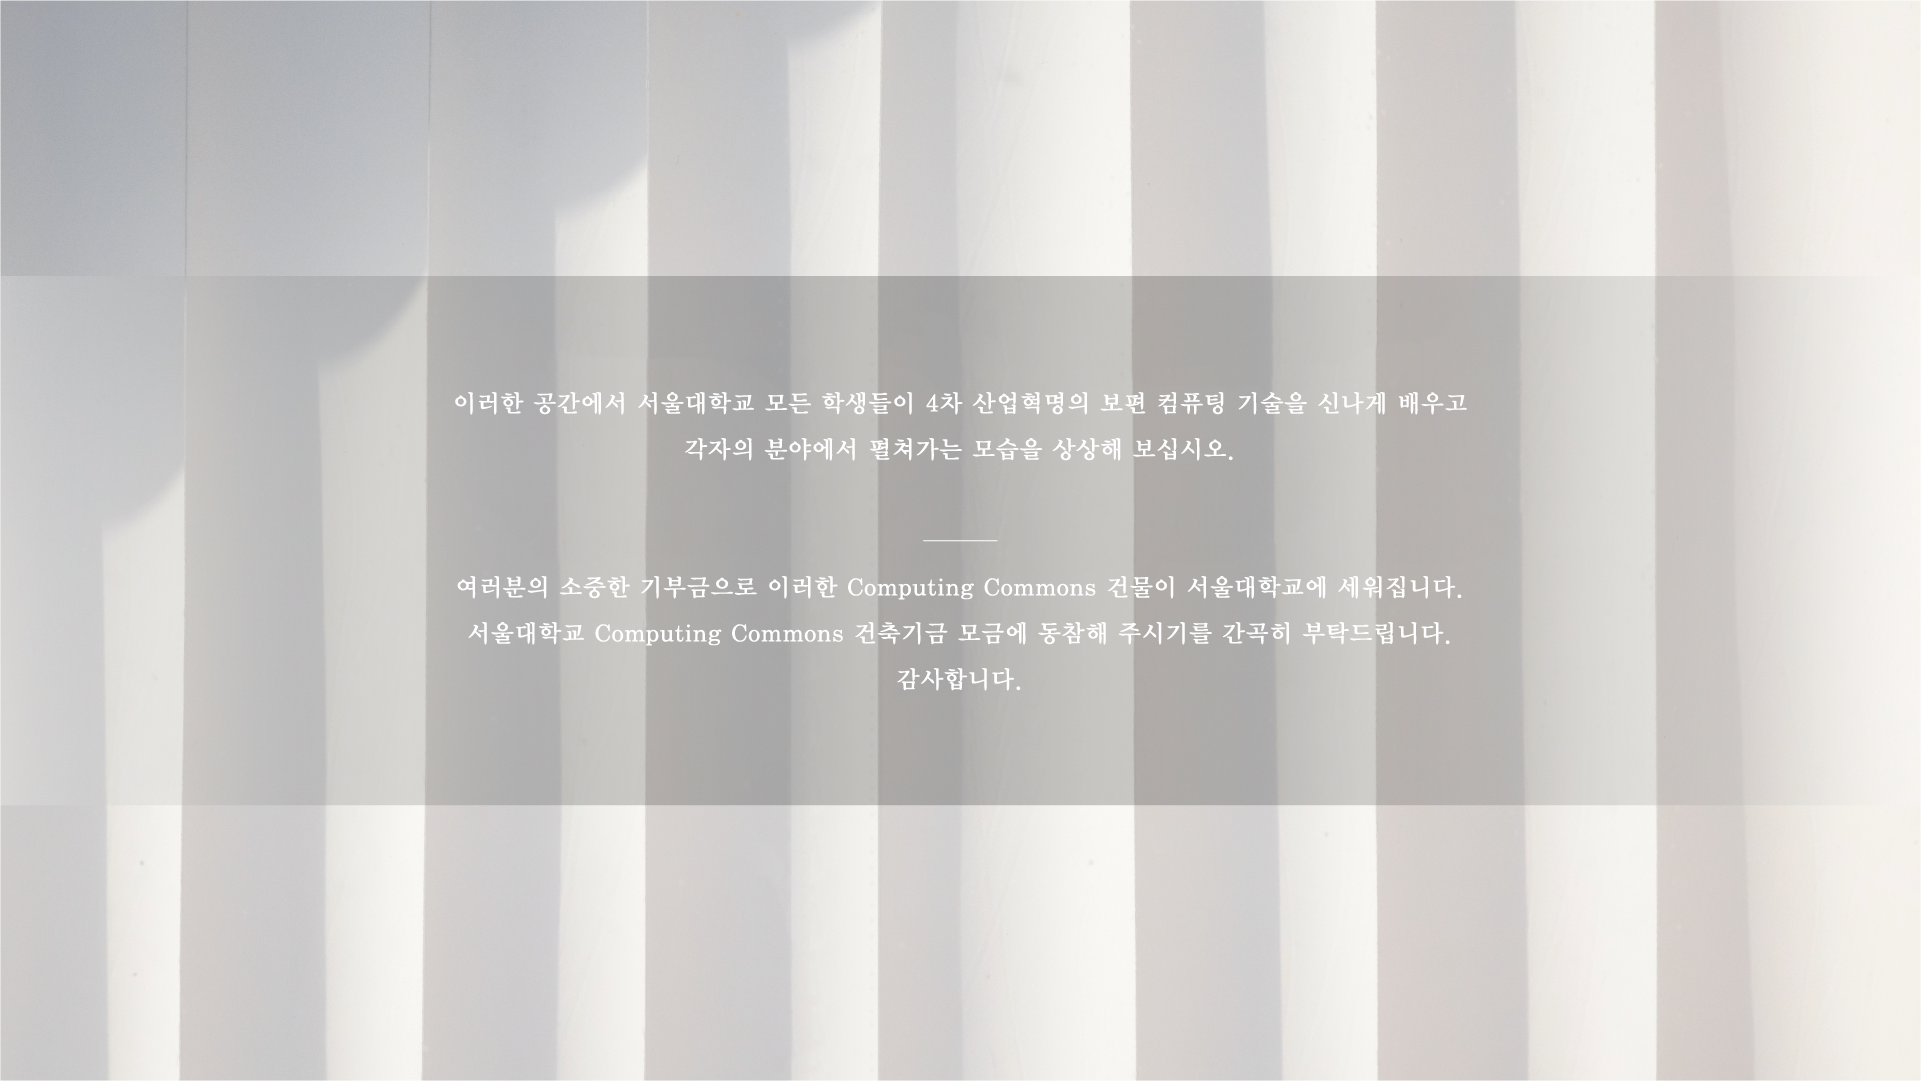 이러한 공간에서 서울대학교 모든 학생들이 4차 산업혁명의 보편 컴퓨팅 기술을 신나게 배우고
각자의 분야에서 펼쳐가는 모습을 상상해 보십시오.
여러분의 소중한 기부금으로 이러한 Computing Commons 건물이 서울대학교에 세워집니다.
서울대학교 Computing Commons 건축기금 모금에 동참해 주시기를 간곡히 부탁드립니다.
감사합니다.